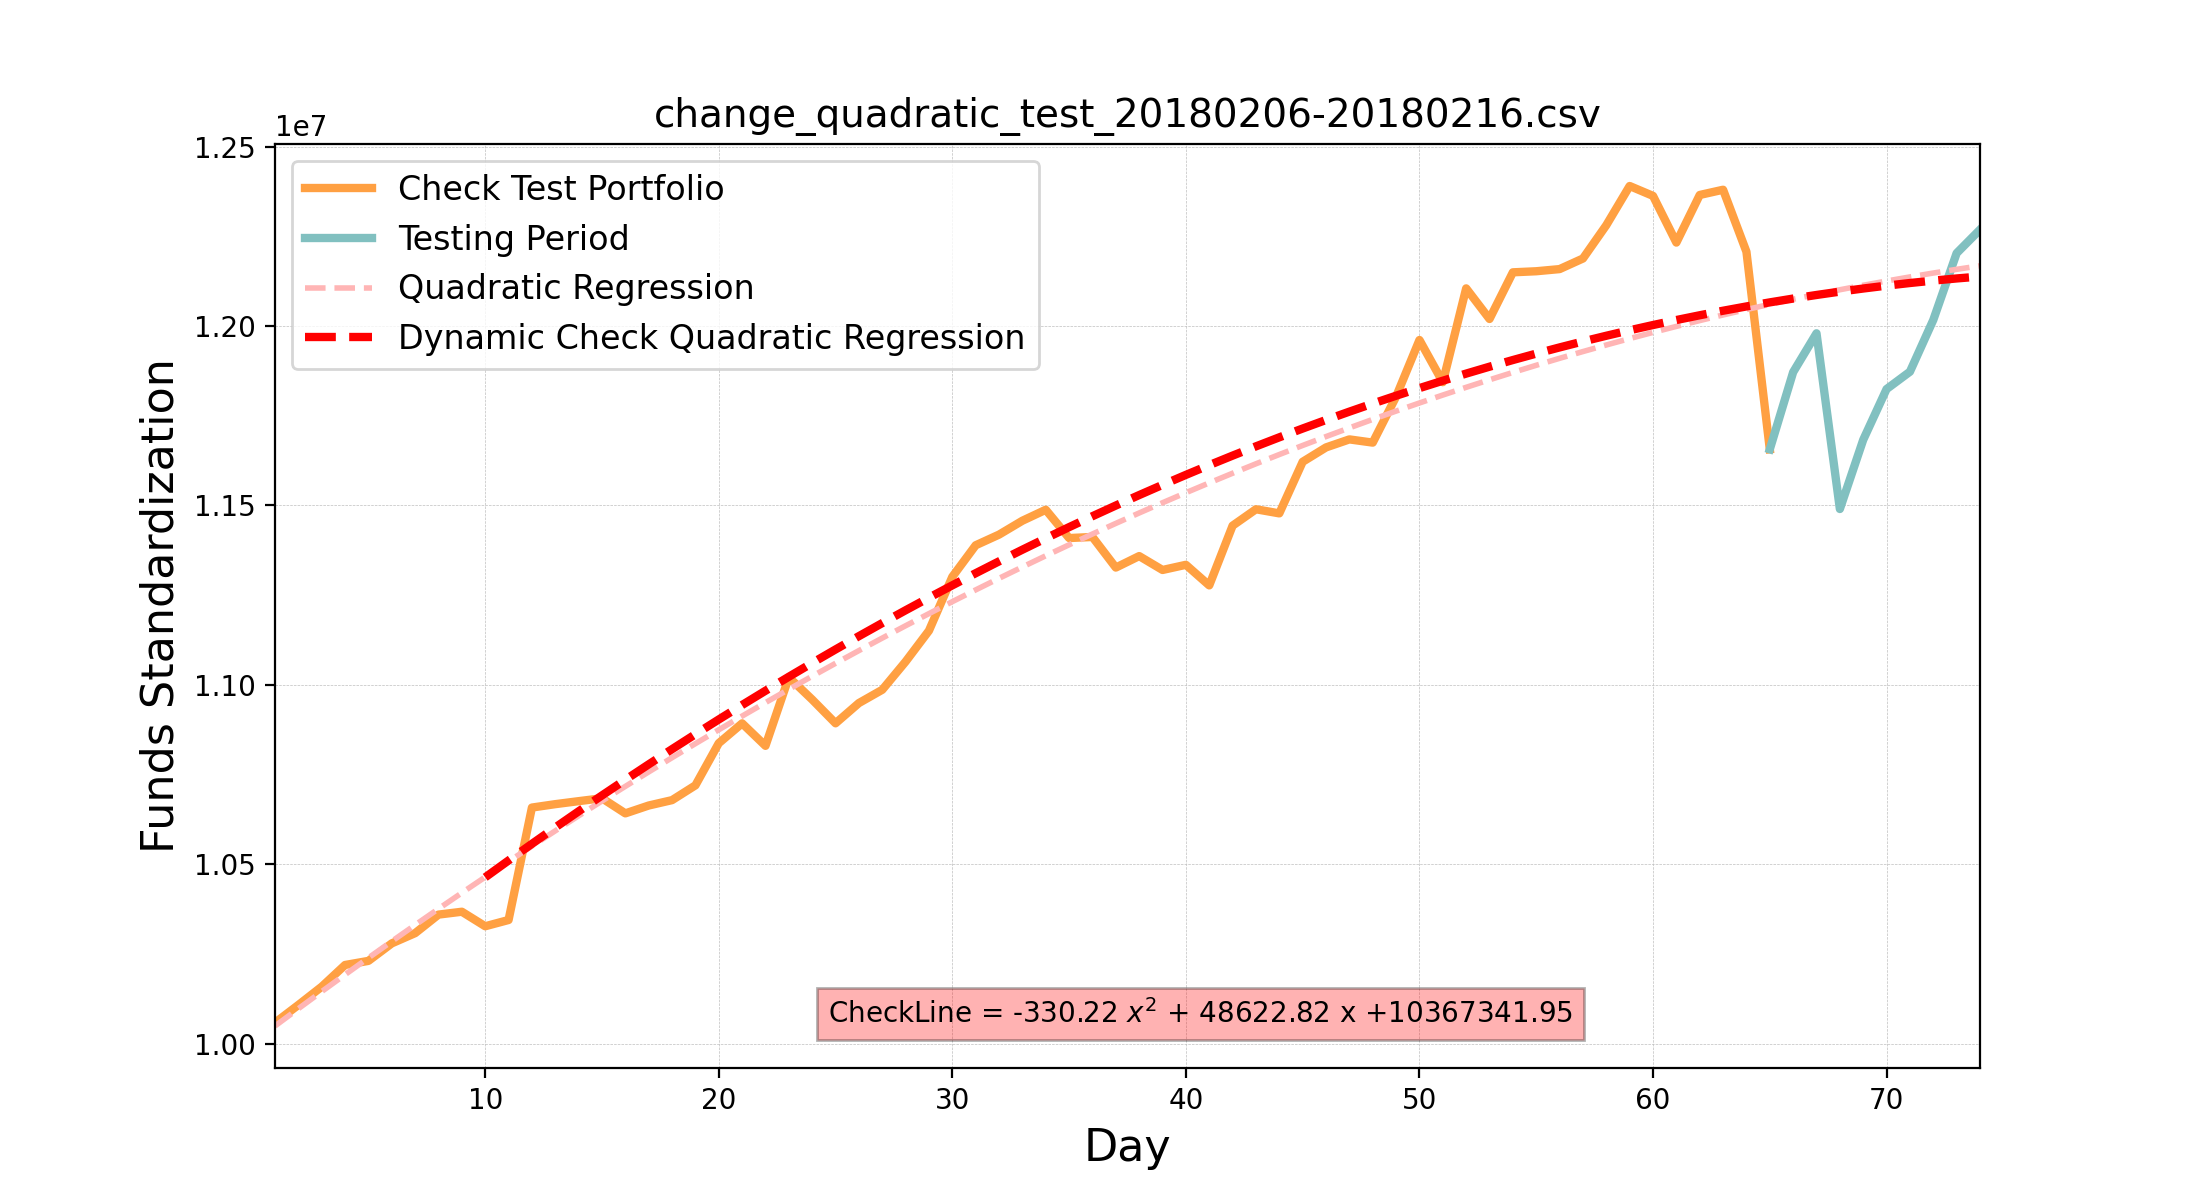 change_quadratic_test_20180206-20180216.csv
1e7
1.25
1.20
1.15
1.10
1.05
1.00
Funds Standardization
Check Test Portfolio
Testing Period
Quadratic Regression
Dynamic Check Quadratic Regression
CheckLine = -330.22 x² + 48622.82 x +10367341.95
10 20 30 40 50 60 70
Day